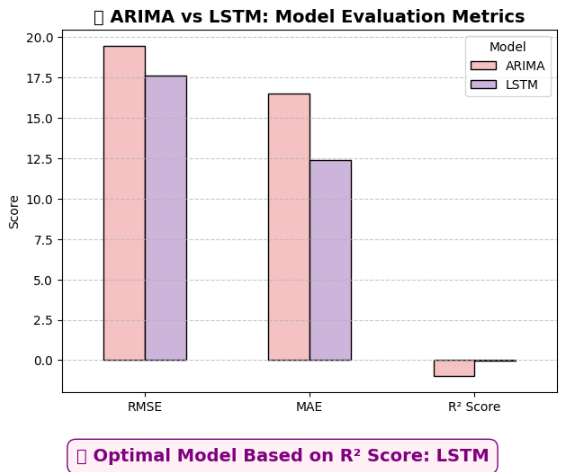 ▯ ARIMA vs LSTM: Model Evaluation Metrics
20.0
17.5
15.0
12.5
10.0
7.5
5.0
2.5
0.0
Score
Model
ARIMA
LSTM
RMSE
MAE
R² Score
▯ Optimal Model Based on R² Score: LSTM